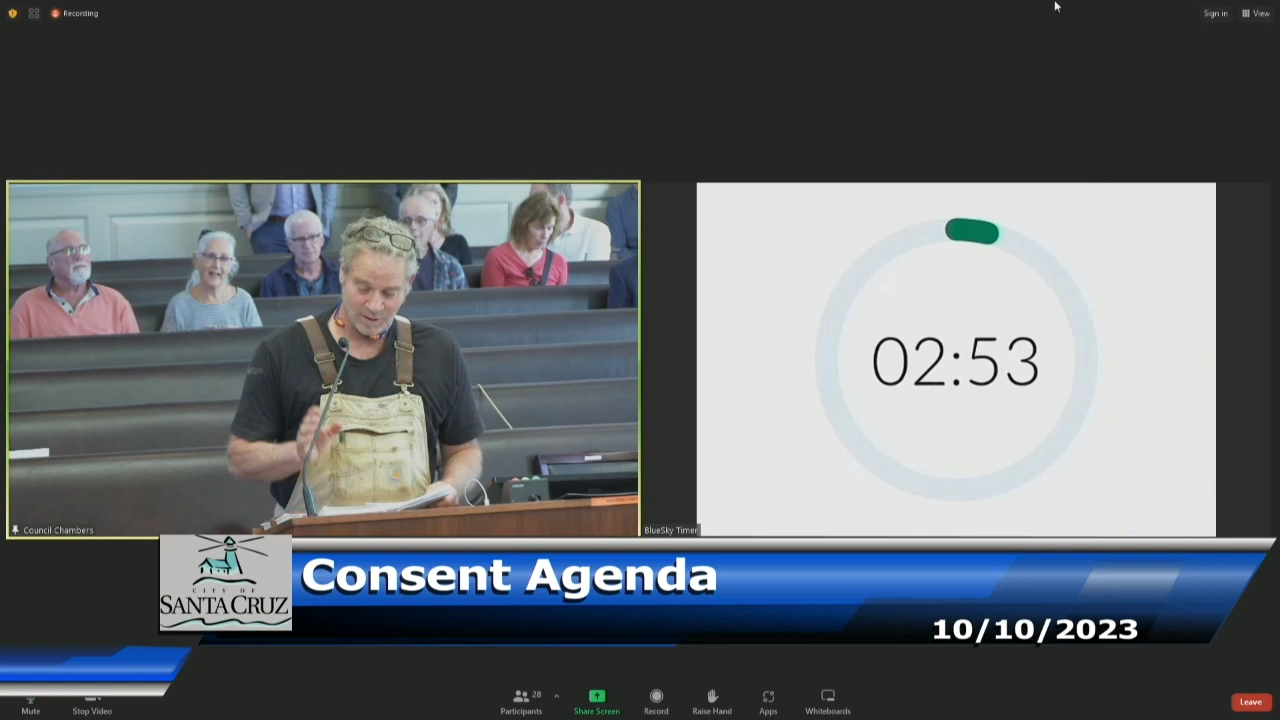 Recording
Sign in
View
02:53
Council Chambers
BlueSky Timer
Consent Agenda
CITY OF
SANTA CRUZ
10/10/2023
Mute
Stop Video
Participants
28
Share Screen
Record
Raise Hand
Apps
Whiteboards
Leave